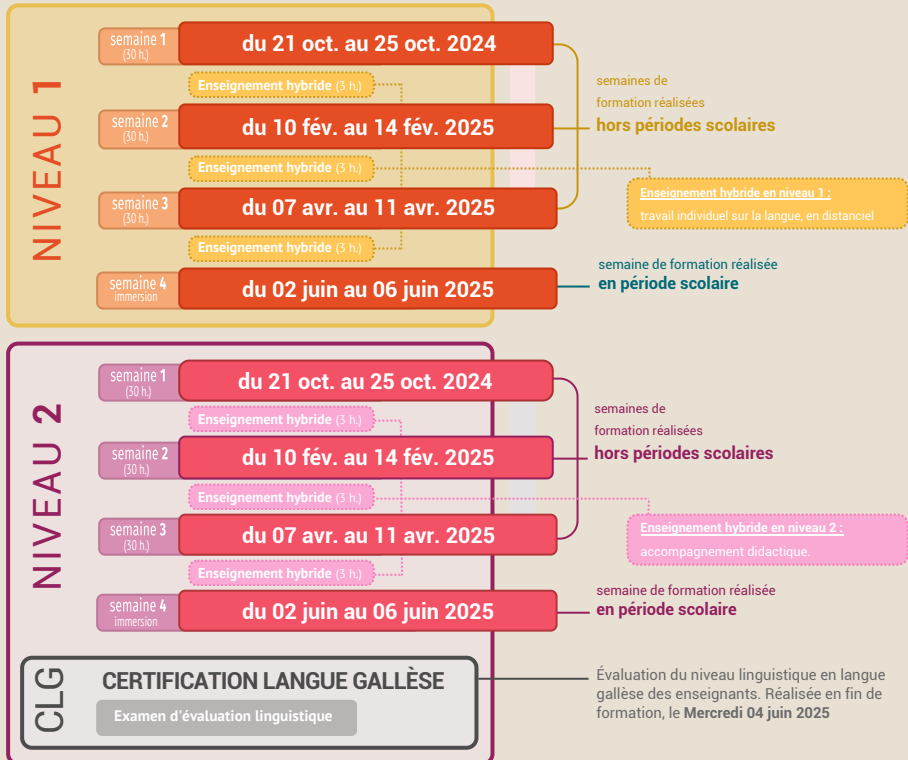 NIVEAU 1
semaine 1
(30 h.)
du 21 oct. au 25 oct. 2024
Enseignement hybride (3 h.)
semaine 2
(30 h.)
du 10 fév. au 14 fév. 2025
Enseignement hybride (3 h.)
semaine 3
(30 h.)
du 07 avr. au 11 avr. 2025
Enseignement hybride (3 h.)
semaine 4
immersion
du 02 juin au 06 juin 2025
semaines de
formation réalisées
hors périodes scolaires
Enseignement hybride en niveau 1 :
travail individuel sur la langue, en distanciel
semaine de formation réalisée
en période scolaire
NIVEAU 2
semaine 1
(30 h.)
du 21 oct. au 25 oct. 2024
Enseignement hybride (3 h.)
semaine 2
(30 h.)
du 10 fév. au 14 fév. 2025
Enseignement hybride (3 h.)
semaine 3
(30 h.)
du 07 avr. au 11 avr. 2025
Enseignement hybride (3 h.)
semaine 4
immersion
du 02 juin au 06 juin 2025
semaines de
formation réalisées
hors périodes scolaires
Enseignement hybride en niveau 2 :
accompagnement didactique.
semaine de formation réalisée
en période scolaire
CLG
CERTIFICATION LANGUE GALLÈSE
Examen d'évaluation linguistique
Évaluation du niveau linguistique en langue
gallèse des enseignants. Réalisée en fin de
formation, le Mercredi 04 juin 2025